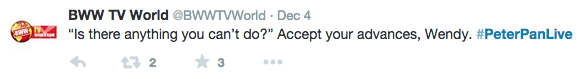 BWW TV World @BWWTVWorld · Dec 4
“Is there anything you can’t do?” Accept your advances, Wendy. #PeterPanLive
2 3